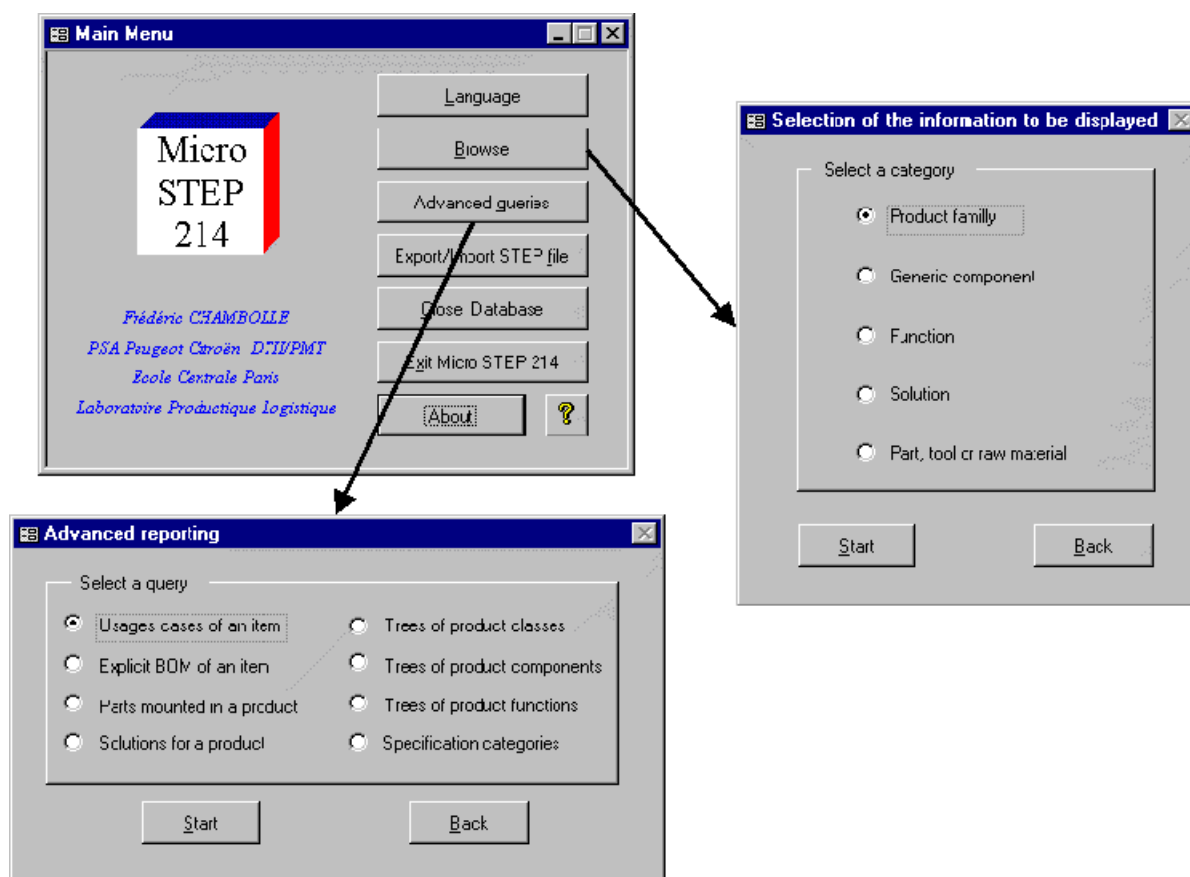 Main Menu
Micro
STEP
214
Frédéric CHAMBOLLE
PSA Peugeot Citroën DTII/PMT
Ecole Centrale Paris
Laboratoire Productique Logistique
Language
Browse
Advanced queries
Export/Import STEP file
Close Database
Exit Micro STEP 214
About
?
Selection of the information to be displayed
Select a category
Product familly
Generic component
Function
Solution
Part, tool or raw material
Start
Back
Advanced reporting
Select a query
Usages cases of an item
Explicit BOM of an item
Parts mounted in a product
Solutions for a product
Trees of product classes
Trees of product components
Trees of product functions
Specification categories
Start
Back